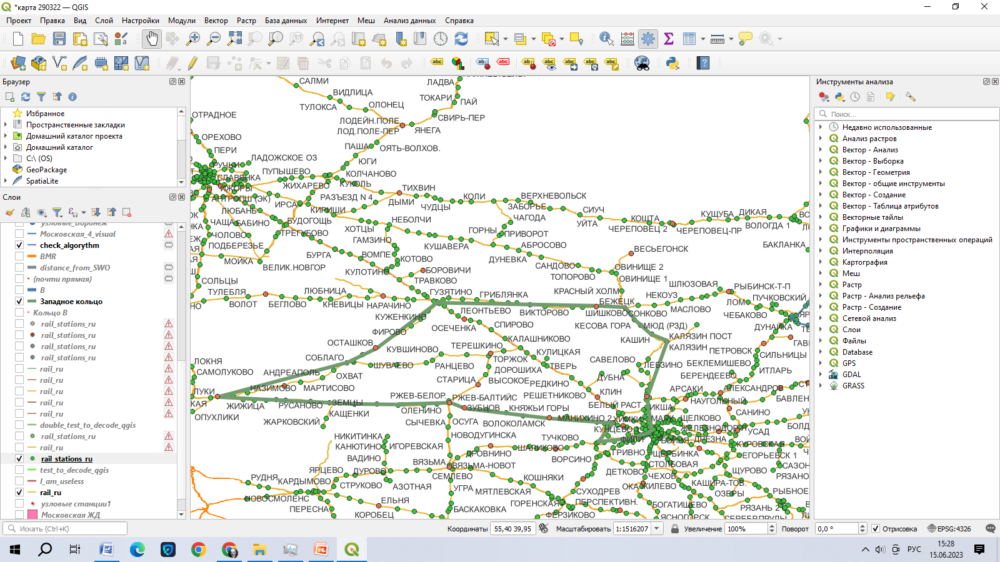 *карта 290322 — QGIS
Проект Правка Вид Слой Настройки Модули Вектор Растр База данных Интернет Меш Анализ данных Справка
Браузер
Избранное
Пространственные закладки
Домашний каталог проекта
Домашний каталог
C:\ (OS)
GeoPackage
SpatiaLite
Слои
узловые_Воронеж
Московская_4_visual
check_algorythm
BMR
distance_from_SWO
(почти прямая)
В
Западное кольцо
Кольцо В
rail_stations_ru
rail_stations_ru
rail_stations_ru
rail_stations_ru
rail_ru
rail_ru
rail_ru
rail_ru
rail_ru
double_test_to_decode_qgis
rail_stations_ru
rail_ru
rail_stations_ru
test_to_decode_qgis
I_am_useless
rail_ru
узловые станции1
Московская ЖД
САЛМИ
ЛАДВА
ВИДЛИЦА
ТОКАРИ
ПАЙ
ТУЛОКСА
ОЛОНЕЦ
ОТРАДНОЕ
ЛОДЕЙН.ПОЛЕ
СВИРЬ-ПЕР
ЛОД.ПОЛЕ-ПЕР
ЯНЕГА
ОРЕХОВО
ПЕРИ
ПАША
ОЯТЬ-ВОЛХОВ.
ЛАДОЖСКОЕ ОЗ
ЮГИ
РУЧЬИ
ПУПЫШЕВО
КОЛЧАНОВО
СЛАВЯНКА
ЖИХАРЕВО
КУКОЛЬ
ТИХВИН
ИЖОРЫ
РАЗЪЕЗД N 4
КОЛИ
ВЕРХНЕВОЛЬСК
АНТРОПШ (ЭК)
ИРСА
ДЫМИ
ЧУДЦЫ
ЗАБОРЬЕ
СИУЧ
ЛЮБАНЬ
КИРИШИ
КУЩУБА
ДИКАЯ
ЧАЩА
БАБИНО
БУДОГОЩЬ
НЕБОЛЧИ
ЧАГОДА
УЙТА
КОШТА
ВОЛОГДА 1
ХОТЦЫ
ГОРНЫ
ПРИВОРОТ
ЧЕРЕПОВЕЦ 2
ЧЕРЕПОВЕЦ-ПР
ЧОЛОВО
ТРЕГУБОВО
ГАМЗИНО
КУШАВЕРА
АБРОСОВО
БАКЛАНКА
ПОДБЕРЕЗЬЕ
БУРГА
ВОМПЕ
КОТОВО
ДУНЕВКА
ВЕСЬЕГОНСК
МОЙКА
ВЕЛИК.НОВГОР
КУЛОТИНО
БОРОВИЧИ
САНДОВО
ОВИНИЩЕ 2
ТРАВКОВО
ТОПОРОВО
ОВИНИЩЕ 1
СОЛЬЦЫ
ШЛЮЗОВАЯ
ТУЛЕБЛЯ
ЛЮБНИЦА
ГУЗЯТИНО
ГРИБЛЯНКА
КРАСНЫЙ ХОЛМ
НЕКОУЗ
РЫБИНСК-Т-П
ПУЧКОВСКИЙ
ВОЛОТ
БЕГЛОВО
КНЕВИЦЫ
НАРАЧИНО
ЛЕОНТЬЕВО
ВИКТОРОВО
БЕЖЕЦК
ШИШКОВО
СОНКОВО
МАСЛОВО
ЛОМ
ЧЕБАКОВО
КУЖЕНКИНО
ОСЕЧЕНКА
СПИРОВО
КЕСОВА ГОРА
МЮД (РЗД)
ДУНАЙКА
ФИРОВО
КАЛАШНИКОВО
КАШИН
КАЛЯЗИН ПОСТ
КАЛЯЗИН
ОСТАШКОВ
КУВШИНОВО
ТЕРЕШКИНО
КУЛИЦКАЯ
ПЕТРОВСК
СИЛЬНИЦЫ
ЛОКНЯ
СОБЛАГО
ШУВАЕВО
РАНЦЕВО
ТОРЖОК
ТВЕРЬ
САВЕЛОВО
ЛЕБЗИНО
БЕКЛЕМИШЕВО
САМОЛУКОВО
АНДРЕАПОЛЬ
ОХВАТ
СТАРИЦА
ДОРОШИХА
ВЫСОКОЕ
РЕДКИНО
ДУБНА
БЕРЕНДЕЕВО
ИТЛАРЬ
ЛУКИ
НАЗИМОВО
МАРТИСОВО
РЖЕВ-БЕЛОР.
РЖЕВ-БАЛТИЙС
РЕШЕТНИКОВО
КЛИН
АРСАКИ
АЛЕКСАНДРОВ
ЖИЖИЦА
РУСАНОВО
ЗЕМЦЫ
ЗУБЦОВ
КНЯЖЬИ ГОРЫ
БЕЛЫЙ РАСТ
ИКША
НАУГОЛЬНЫЙ
ОПУХЛИКИ
КАЩЕНКИ
ОЛЕНИНО
САНИНО
ЖАРКОВСКИЙ
СЫЧЕВКА
ОСУГА
ВОЛОКОЛАМСК
МАНИХИНО 2
ХИМКИ
МАРК
ЩЕЛКОВО
НИКИТИНКА
НОВОДУГИНСКА
ТУЧКОВО
КУНЦЕВО
УСАД
КАНЮТИНО
ИГОРЕВСКАЯ
ШАЛИКОВО
ФИЛИ
ДРЕЗНА
КУРОВСКАЯ
ВАДИНО
ДРОВНИНО
ВОРСИНО
ЩЕРБИНКА
ЕГОРЬЕВСК 1
ЯРЦЕВО
ДУРОВО
ВЯЗЬМА
ВЯЗЬМА-НОВОТ
ДЕТКОВО
СТОЛБОВАЯ
ЩУРОВО
РУДНЯ
КАРДЫМОВО
СЕМЛЕВО
КОШНЯКИ
ЧЕХОВ
СТРУКОВО
АЗОТНАЯ
УГРА
МЯТЛЕВСКАЯ
СУХОДРЕВ
ЖИЛЕВО
КАШИРА-ТОВ.
ОЗЕРЫ
РЫБНОЕ
НОВОСМОЛЕНС
ЕЛЬНЯ
ГОРЕНСКАЯ
ПЕРСПЕКТИВН.
БОГАТИЩЕВО
РЯЗАНЬ 2
ПЕРЕСНА
КОРОБЕЦ
БАСКАКОВКА
ФЕРЗИКОВО
ЯСНОГОРСК
Инструменты анализа
Поиск...
Недавно использованные
Анализ растров
Вектор - Анализ
Вектор - Выборка
Вектор - Геометрия
Вектор - общие инструменты
Вектор - Создание
Вектор - Таблица атрибутов
Векторные тайлы
Графики и диаграммы
Инструменты пространственных операций
Интерполяция
Картография
Меш
Растр
Растр - Анализ рельефа
Растр - Создание
Сетевой анализ
Слои
Файлы
Database
GPS
GDAL
GRASS
Искать (Ctrl+K)
Координаты 55,40 39,95 Масштабировать 1:1516207 Увеличение 100% Поворот 0,0 ° Отрисовка EPSG:4326
РУС
15:28
15.06.2023